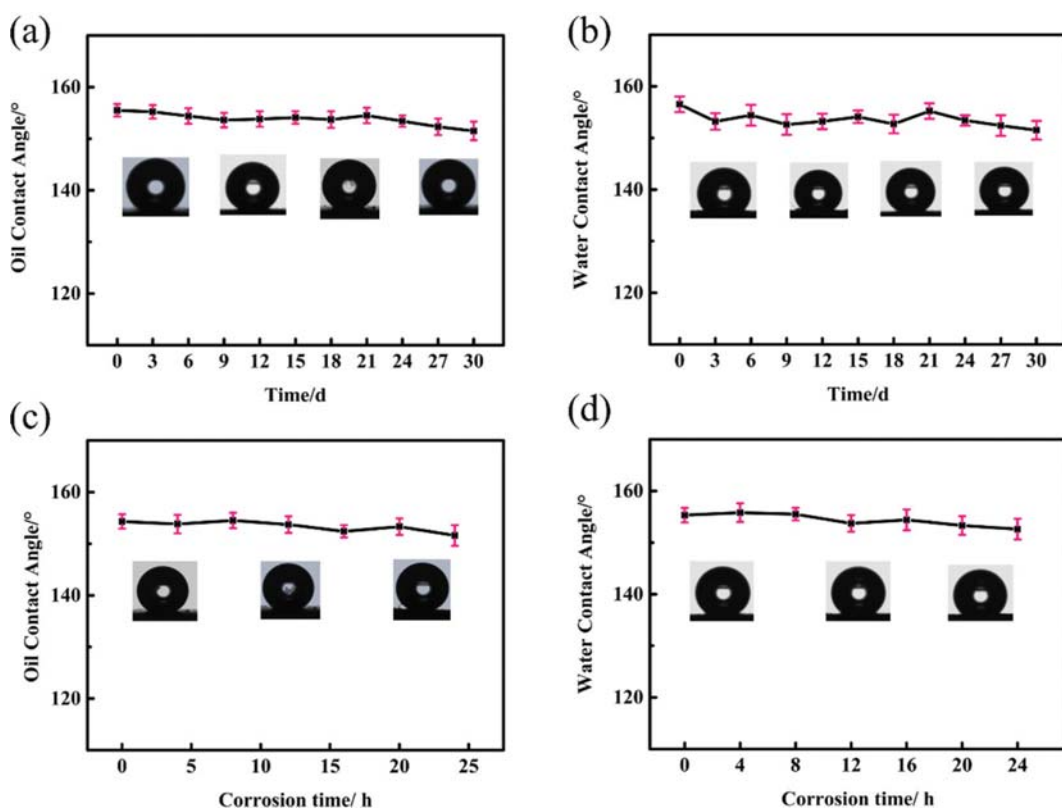 (a)
160
140
120
Oil Contact Angle/°
0 3 6 9 12 15 18 21 24 27 30
Time/d
(b)
160
140
120
Water Contact Angle/°
0 3 6 9 12 15 18 21 24 27 30
Time/d
(c)
160
140
120
Oil Contact Angle/°
0 5 10 15 20 25
Corrosion time/ h
(d)
160
140
120
Water Contact Angle/°
0 4 8 12 16 20 24
Corrosion time/ h